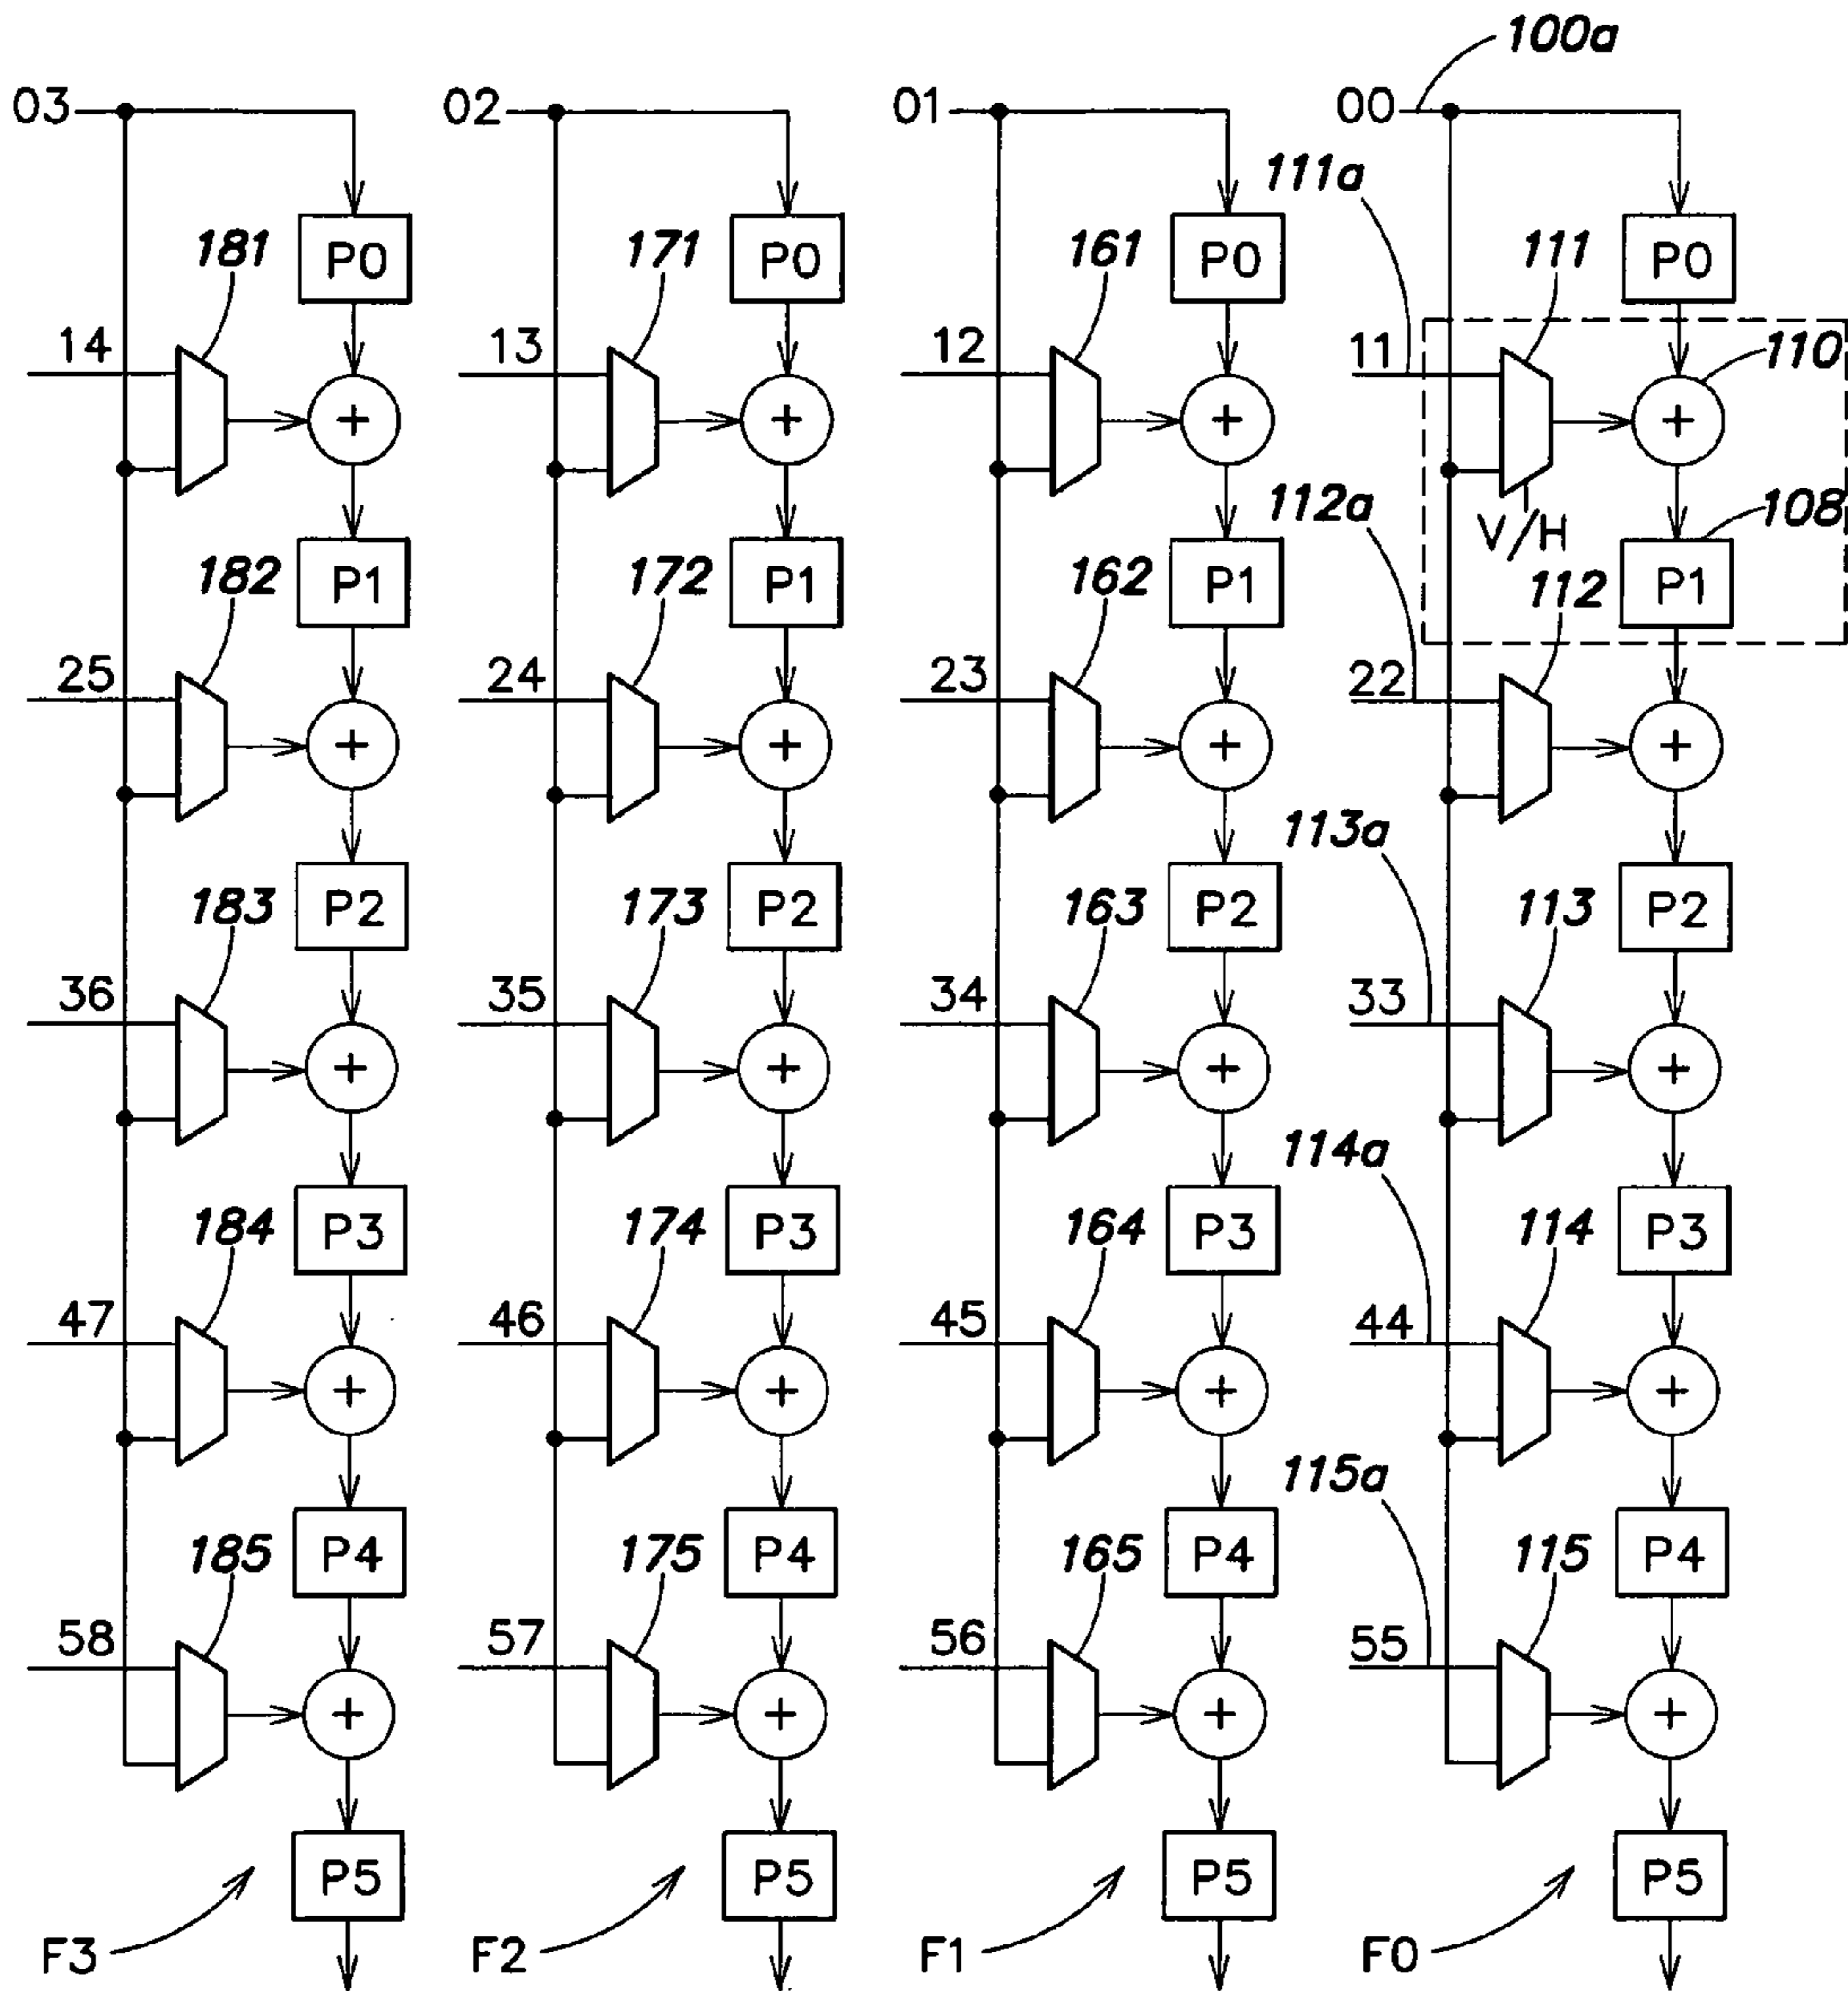 100a
03 02 01 00
111a
181 P0 171 P0 161 P0 111 P0
14 13 12 11 110
+ + + +
112a V/H 108
182 P1 172 P1 162 P1 112 P1
25 24 23 22
+ + + +
113a
183 P2 173 P2 163 P2 113 P2
36 35 34 33
+ + + +
114a
184 P3 174 P3 164 P3 114 P3
47 46 45 44
+ + + +
115a
185 P4 175 P4 165 P4 115 P4
58 57 56 55
+ + + +
P5 P5 P5 P5
F3 F2 F1 F0